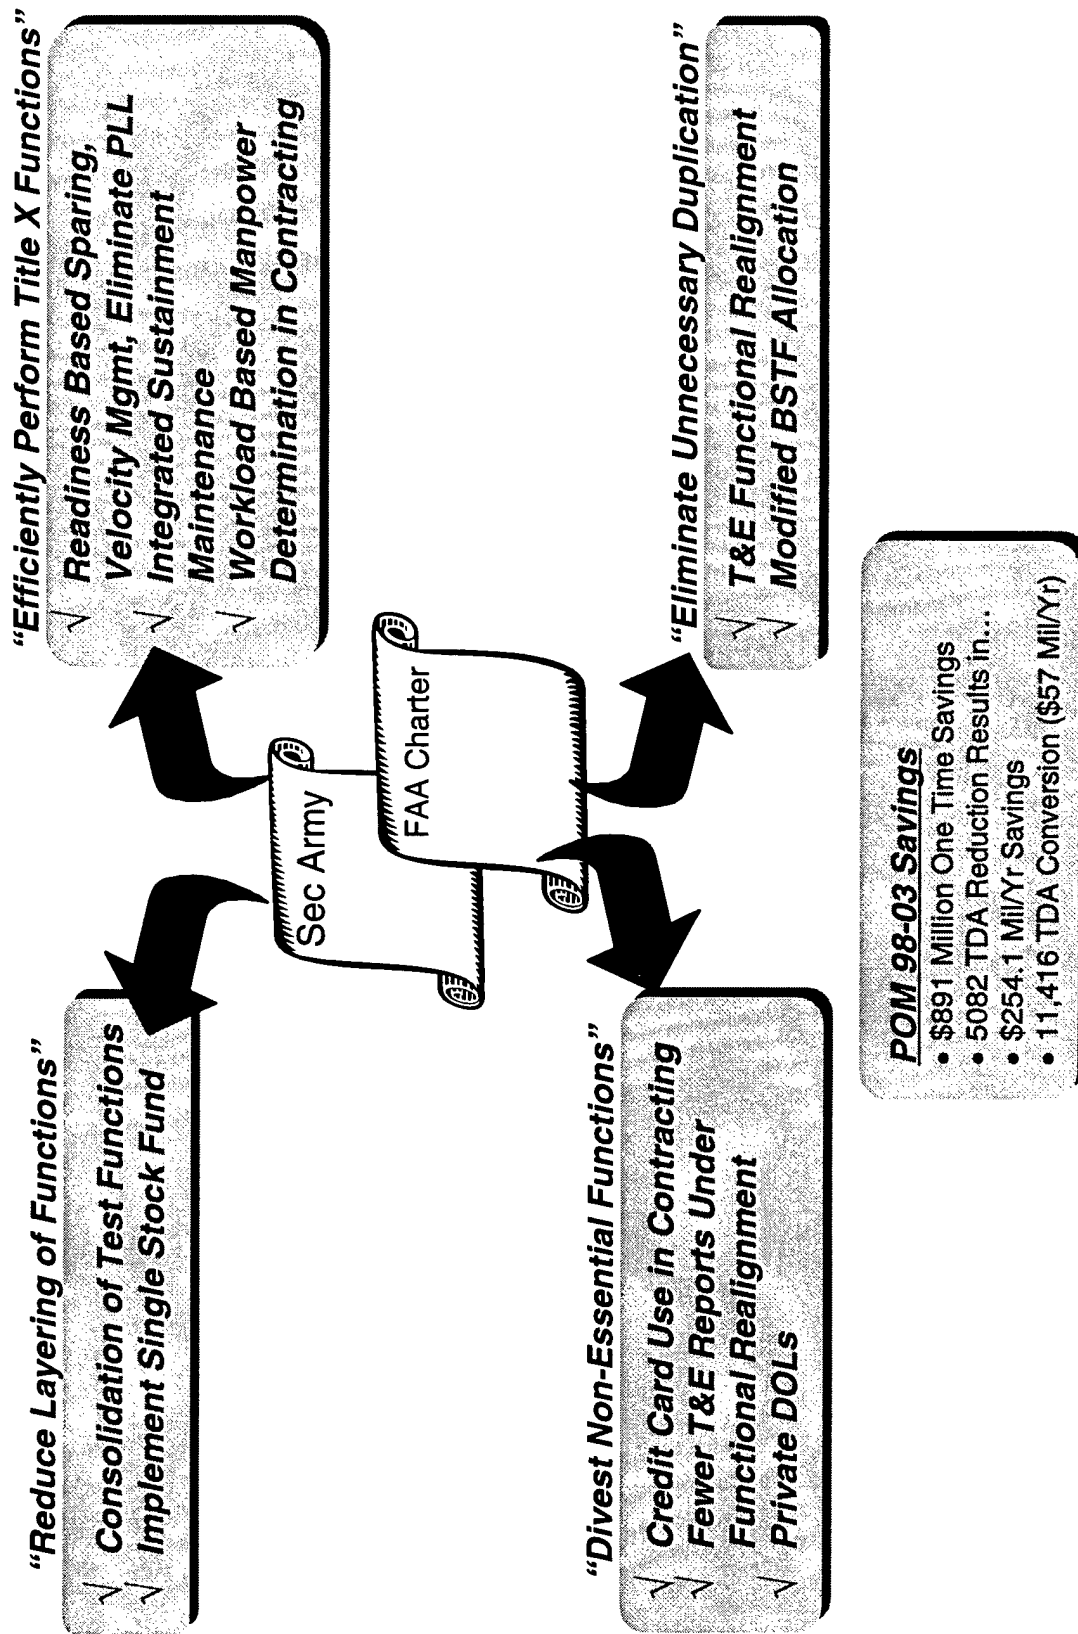 “Reduce Layering of Functions”
√ Consolidation of Test Functions
√ Implement Single Stock Fund
“Efficiently Perform Title X Functions”
√ Readiness Based Sparing,
Velocity Mgmt, Eliminate PLL
√ Integrated Sustainment
Maintenance
√ Workload Based Manpower
Determination in Contracting
Sec Army
FAA Charter
“Divest Non-Essential Functions”
√ Credit Card Use in Contracting
√ Fewer T&E Reports Under
Functional Realignment
√ Private DOLs
“Eliminate Unnecessary Duplication”
√ T&E Functional Realignment
√ Modified BSTF Allocation
POM 98-03 Savings
• $891 Million One Time Savings
• 5082 TDA Reduction Results in...
• $254.1 Mil/Yr Savings
• 11,416 TDA Conversion ($57 Mil/Yr)